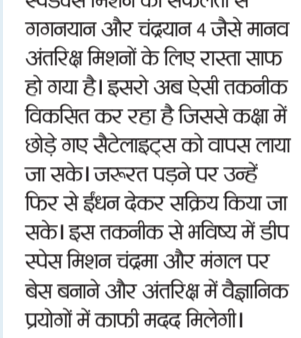 स्पेडेक्स मिशन की सफलता से
गगनयान और चंद्रयान 4 जैसे मानव
अंतरिक्ष मिशनों के लिए रास्ता साफ
हो गया है। इसरो अब ऐसी तकनीक
विकसित कर रहा है जिससे कक्षा में
छोड़े गए सैटेलाइट्स को वापस लाया
जा सके। जरूरत पड़ने पर उन्हें
फिर से ईंधन देकर सक्रिय किया जा
सके। इस तकनीक से भविष्य में डीप
स्पेस मिशन चंद्रमा और मंगल पर
बेस बनाने और अंतरिक्ष में वैज्ञानिक
प्रयोगों में काफी मदद मिलेगी।